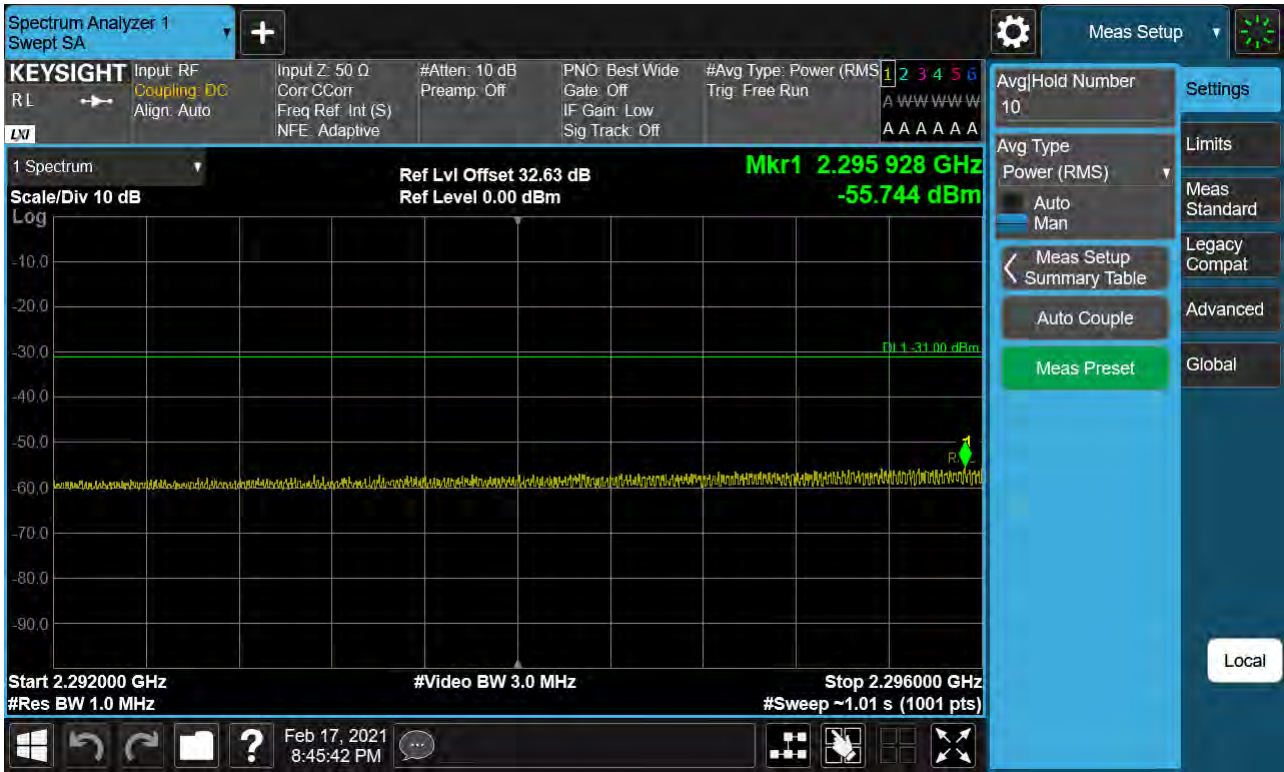 Spectrum Analyzer 1
Swept SA
Meas Setup
KEYSIGHT
RL
LXI
Input: RF
Coupling: DC
Align: Auto
Input Z: 50 Ω
Corr CCorr
Freq Ref: Int (S)
NFE: Adaptive
#Atten: 10 dB
Preamp: Off
PNO: Best Wide
Gate: Off
IF Gain: Low
Sig Track: Off
#Avg Type: Power (RMS
Trig: Free Run
1 2 3 4 5 6
A W W W W W
A A A A A A
1 Spectrum
Scale/Div 10 dB
Log
Ref Lvl Offset 32.63 dB
Ref Level 0.00 dBm
Mkr1 2.295 928 GHz
-55.744 dBm
-10.0
-20.0
-30.0
-40.0
-50.0
-60.0
-70.0
-80.0
-90.0
DL1 -31.00 dBm
1
Start 2.292000 GHz
#Res BW 1.0 MHz
#Video BW 3.0 MHz
Stop 2.296000 GHz
#Sweep ~1.01 s (1001 pts)
Feb 17, 2021
8:45:42 PM
Avg|Hold Number
10
Avg Type
Power (RMS)
Auto
Man
Meas Setup
Summary Table
Auto Couple
Meas Preset
Settings
Limits
Meas
Standard
Legacy
Compat
Advanced
Global
Local